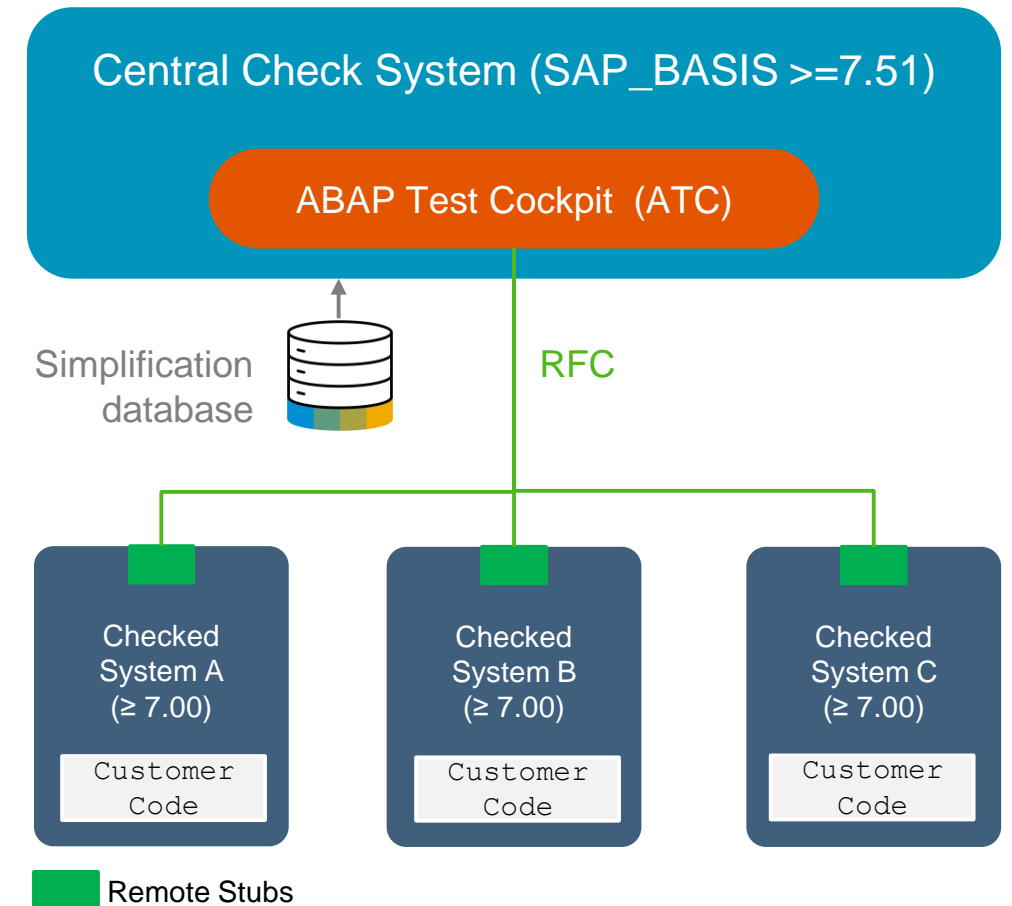 Central Check System (SAP_BASIS >=7.51)
ABAP Test Cockpit (ATC)
Simplification
database
RFC
Checked
System A
(≥ 7.00)
Customer
Code
Checked
System B
(≥ 7.00)
Customer
Code
Checked
System C
(≥ 7.00)
Customer
Code
Remote Stubs